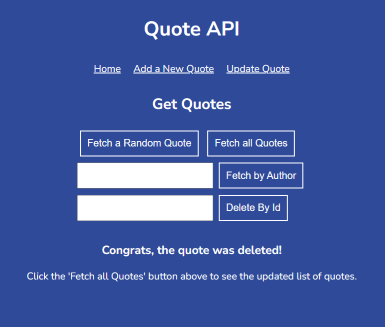 Quote API
Home Add a New Quote Update Quote
Get Quotes
Fetch a Random Quote Fetch all Quotes
Fetch by Author
Delete By Id
Congrats, the quote was deleted!
Click the 'Fetch all Quotes' button above to see the updated list of quotes.